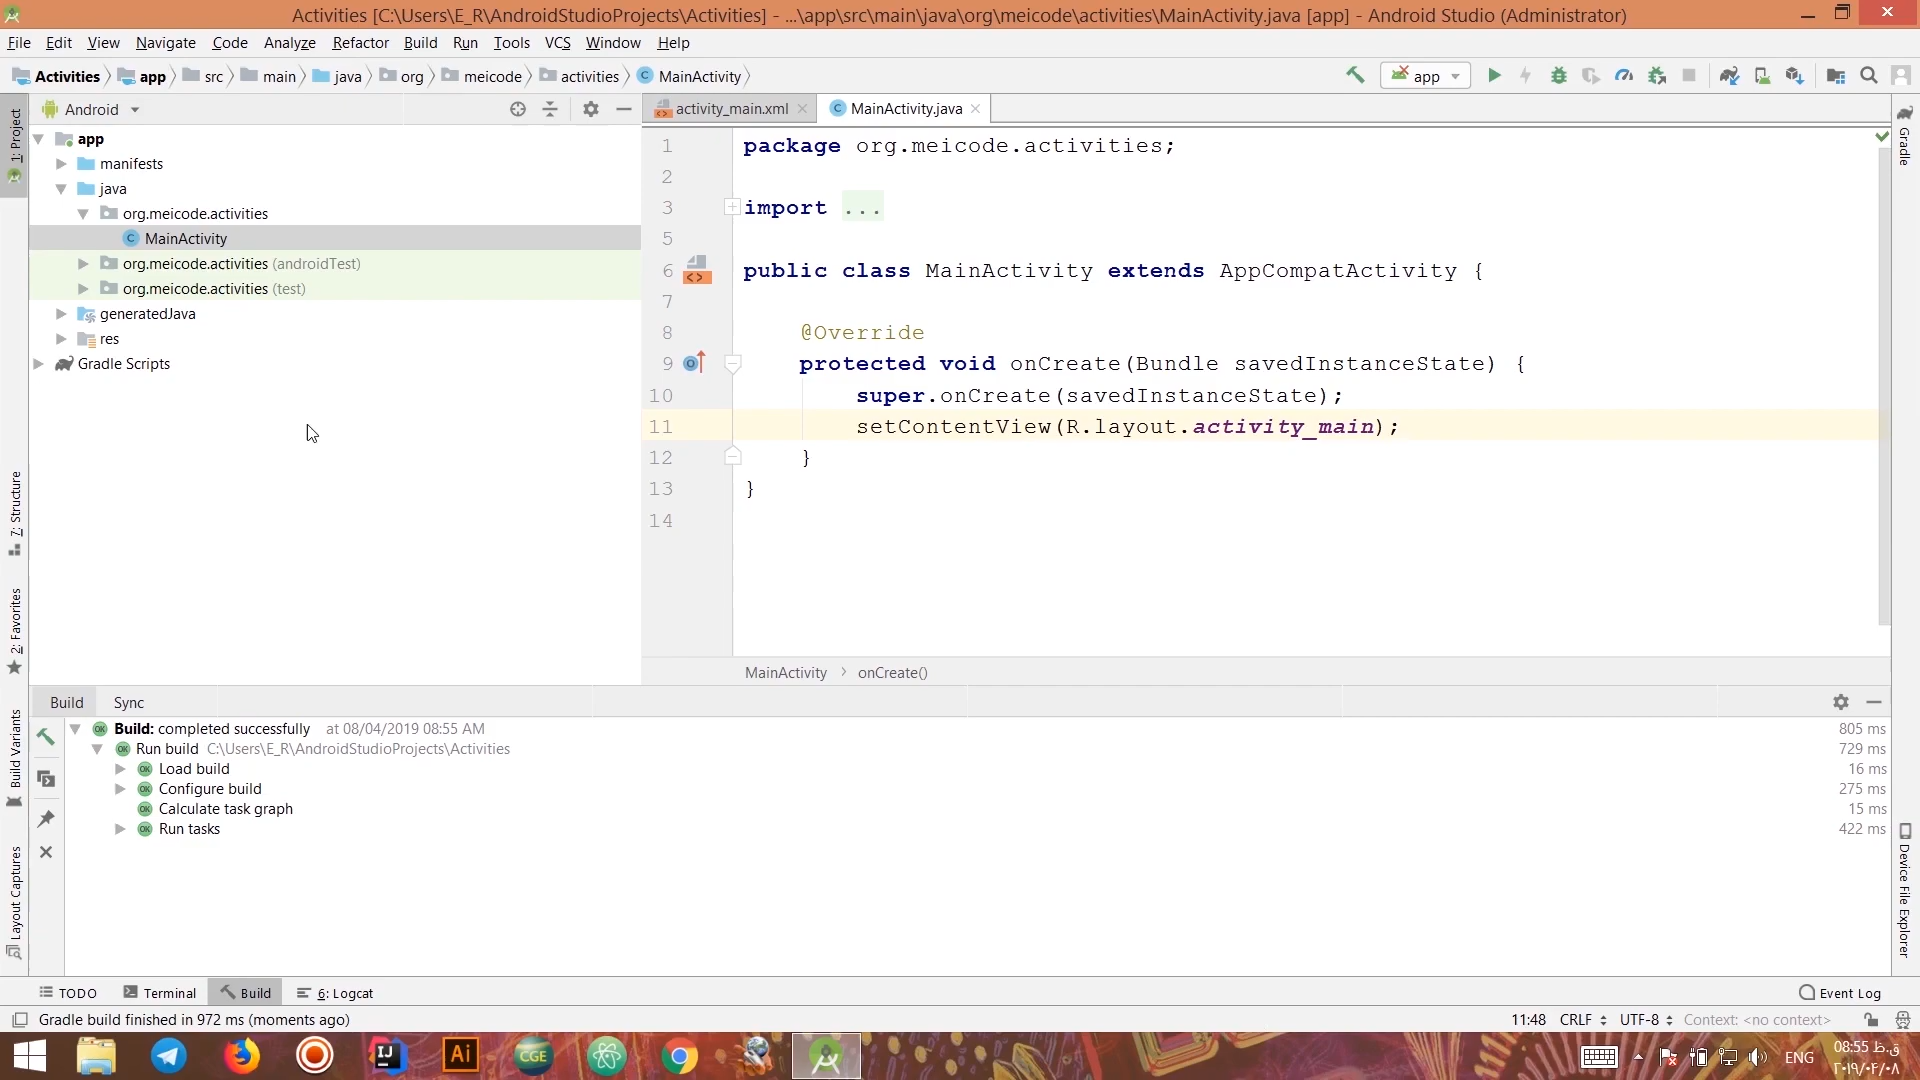 Activities [C:\Users\E_R\AndroidStudioProjects\Activities] - ...\app\src\main\java\org\meicode\activities\MainActivity.java [app] - Android Studio (Administrator)
File Edit View Navigate Code Analyze Refactor Build Run Tools VCS Window Help
Activities app src main java org meicode activities MainActivity
app
Android
activity_main.xml
MainActivity.java
1: Project
7: Structure
2: Favorites
Build Variants
Layout Captures
app
manifests
java
org.meicode.activities
MainActivity
org.meicode.activities (androidTest)
org.meicode.activities (test)
generatedJava
res
Gradle Scripts
1 package org.meicode.activities;
2
3 import ...
5
6 public class MainActivity extends AppCompatActivity {
7
8 @Override
9 protected void onCreate(Bundle savedInstanceState) {
10 super.onCreate(savedInstanceState);
11 setContentView(R.layout.activity_main);
12 }
13 }
14
MainActivity › onCreate()
Gradle
Device File Explorer
Build Sync
Build: completed successfully at 08/04/2019 08:55 AM 805 ms
Run build C:\Users\E_R\AndroidStudioProjects\Activities 729 ms
Load build 16 ms
Configure build 275 ms
Calculate task graph 15 ms
Run tasks 422 ms
TODO Terminal Build 6: Logcat Event Log
Gradle build finished in 972 ms (moments ago) 11:48 CRLF UTF-8 Context: <no context>
IJ Ai CGE ENG
08:55 ق.ظ